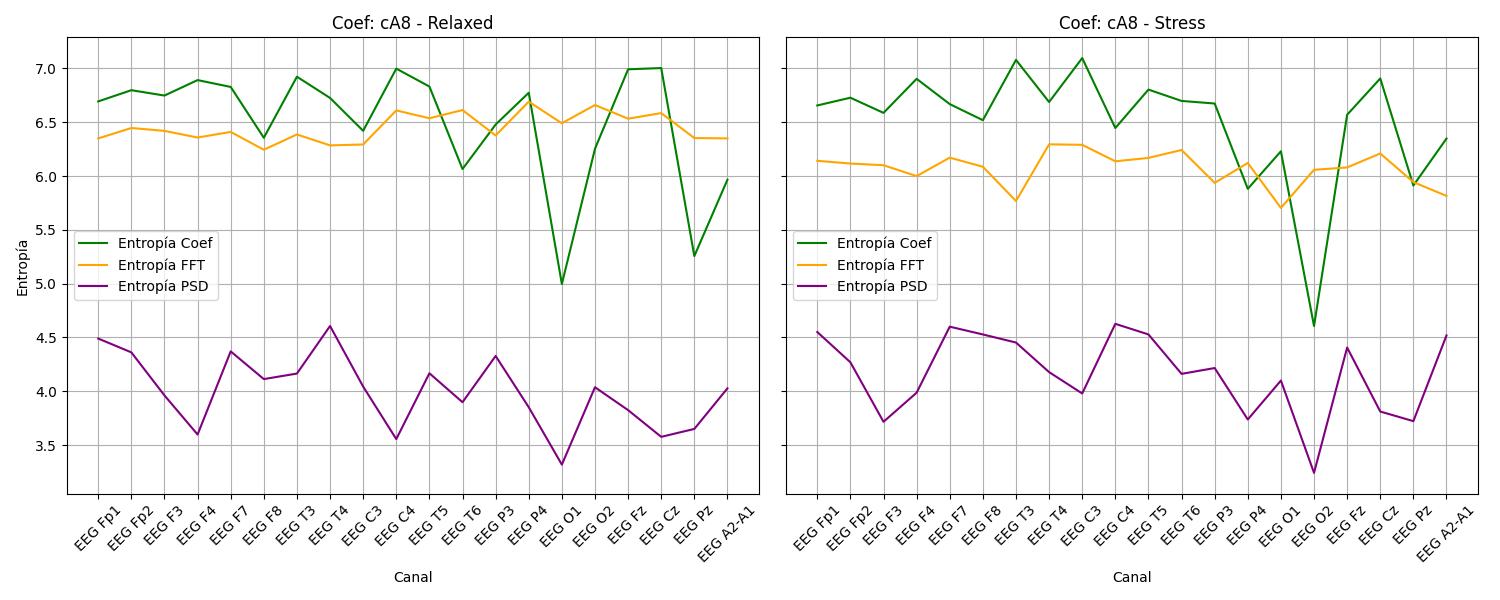 Coef: cA8 - Relaxed
Entropía
7.0
6.5
6.0
5.5
5.0
4.5
4.0
3.5
Entropía Coef
Entropía FFT
Entropía PSD
EEG Fp1
EEG Fp2
EEG F3
EEG F4
EEG F7
EEG F8
EEG T3
EEG T4
EEG C3
EEG C4
EEG T5
EEG T6
EEG P3
EEG P4
EEG O1
EEG O2
EEG Fz
EEG Cz
EEG Pz
EEG A2-A1
Canal
Coef: cA8 - Stress
Entropía Coef
Entropía FFT
Entropía PSD
EEG Fp1
EEG Fp2
EEG F3
EEG F4
EEG F7
EEG F8
EEG T3
EEG T4
EEG C3
EEG C4
EEG T5
EEG T6
EEG P3
EEG P4
EEG O1
EEG O2
EEG Fz
EEG Cz
EEG Pz
EEG A2-A1
Canal